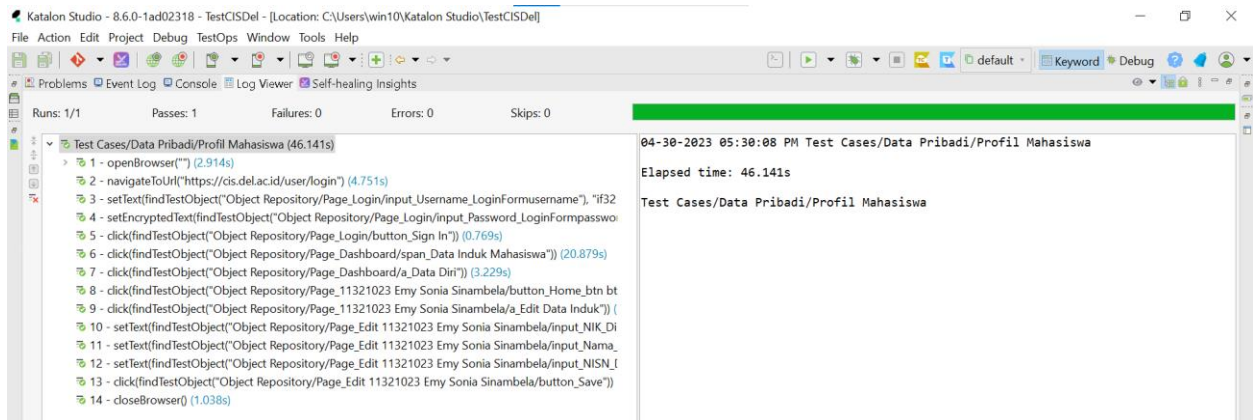 Katalon Studio - 8.6.0-1ad02318 - TestCISDel - [Location: C:\Users\win10\Katalon Studio\TestCISDel]
File Action Edit Project Debug TestOps Window Tools Help
default Keyword Debug
Problems Event Log Console Log Viewer Self-healing Insights
Runs: 1/1 Passes: 1 Failures: 0 Errors: 0 Skips: 0
Test Cases/Data Pribadi/Profil Mahasiswa (46.141s)
1 - openBrowser("") (2.914s)
2 - navigateToUrl("https://cis.del.ac.id/user/login") (4.751s)
3 - setText(findTestObject("Object Repository/Page_Login/input_Username_LoginFormusername"), "if32
4 - setEncryptedText(findTestObject("Object Repository/Page_Login/input_Password_LoginFormpasswo
5 - click(findTestObject("Object Repository/Page_Login/button_Sign In")) (0.769s)
6 - click(findTestObject("Object Repository/Page_Dashboard/span_Data Induk Mahasiswa")) (20.879s)
7 - click(findTestObject("Object Repository/Page_Dashboard/a_Data Diri")) (3.229s)
8 - click(findTestObject("Object Repository/Page_11321023 Emy Sonia Sinambela/button_Home_btn bt
9 - click(findTestObject("Object Repository/Page_11321023 Emy Sonia Sinambela/a_Edit Data Induk")) (
10 - setText(findTestObject("Object Repository/Page_Edit 11321023 Emy Sonia Sinambela/input_NIK_Di
11 - setText(findTestObject("Object Repository/Page_Edit 11321023 Emy Sonia Sinambela/input_Nama_
12 - setText(findTestObject("Object Repository/Page_Edit 11321023 Emy Sonia Sinambela/input_NISN_[
13 - click(findTestObject("Object Repository/Page_Edit 11321023 Emy Sonia Sinambela/button_Save"))
14 - closeBrowser() (1.038s)
04-30-2023 05:30:08 PM Test Cases/Data Pribadi/Profil Mahasiswa
Elapsed time: 46.141s
Test Cases/Data Pribadi/Profil Mahasiswa